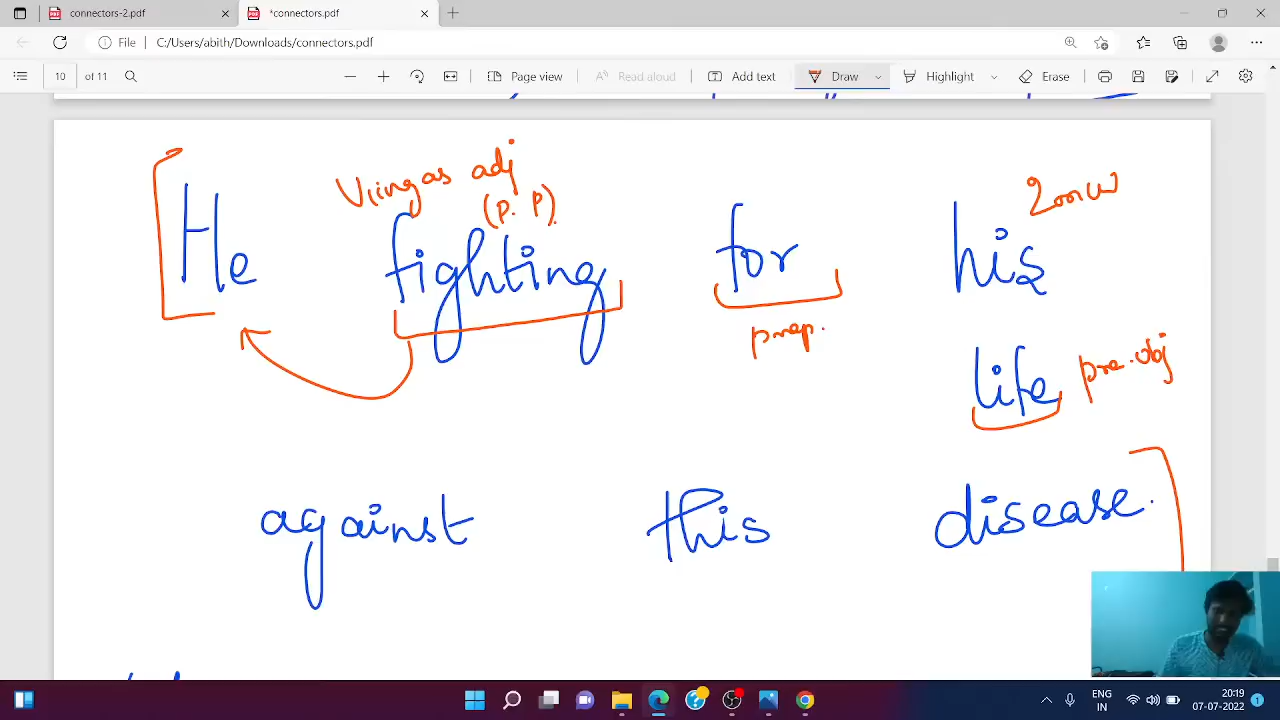 connectors-2.pdf
*connectors.pdf
File
C:/Users/abith/Downloads/connectors.pdf
10 of 11
Page view
Read aloud
Add text
Draw
Highlight
Erase
V1ing as adj
(P. P).
He fighting for his
prep.
life pre.obj
against this disease.
ENG
IN
20:19
07-07-2022
1